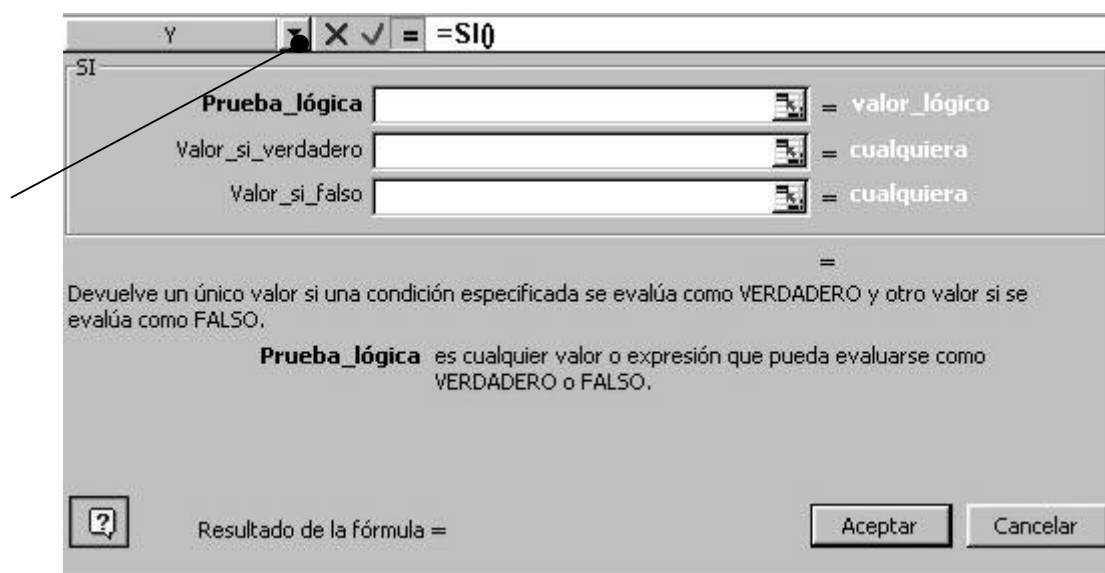 Y = =SI()
SI
Prueba_lógica = valor_lógico
Valor_si_verdadero = cualquiera
Valor_si_falso = cualquiera
=
Devuelve un único valor si una condición especificada se evalúa como VERDADERO y otro valor si se
evalúa como FALSO.
Prueba_lógica es cualquier valor o expresión que pueda evaluarse como
VERDADERO o FALSO.
? Resultado de la fórmula = Aceptar Cancelar